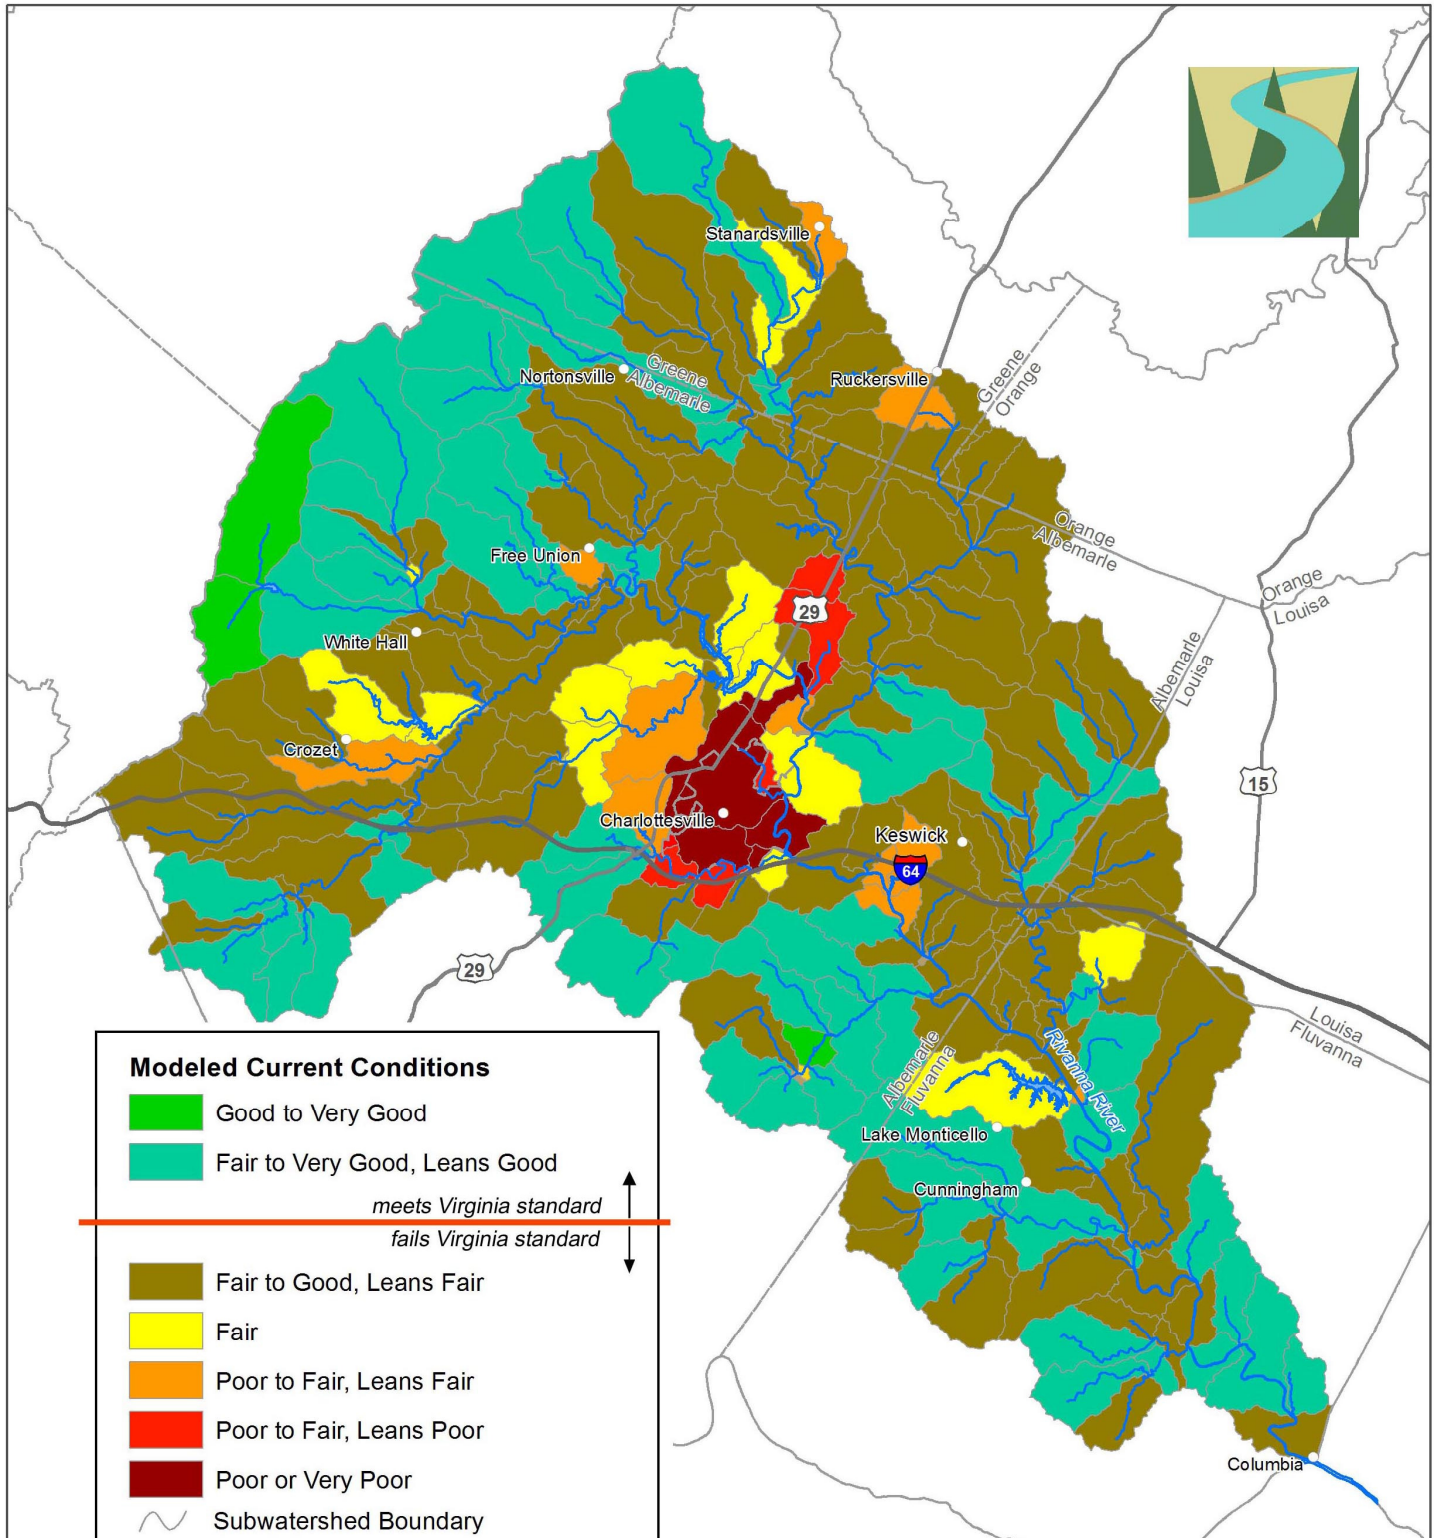 Stanardsville
Greene
Albemarle
Nortonsville
Ruckersville
Greene
Orange
Orange
Albemarle
Free Union
29
Orange
Louisa
White Hall
Albemarle
Louisa
Crozet
15
Charlottesville
Keswick
64
29
Louisa
Fluvanna
Rivanna River
Albemarle
Fluvanna
Lake Monticello
Cunningham
Columbia
Modeled Current Conditions
Good to Very Good
Fair to Very Good, Leans Good
meets Virginia standard
fails Virginia standard
Fair to Good, Leans Fair
Fair
Poor to Fair, Leans Fair
Poor to Fair, Leans Poor
Poor or Very Poor
Subwatershed Boundary